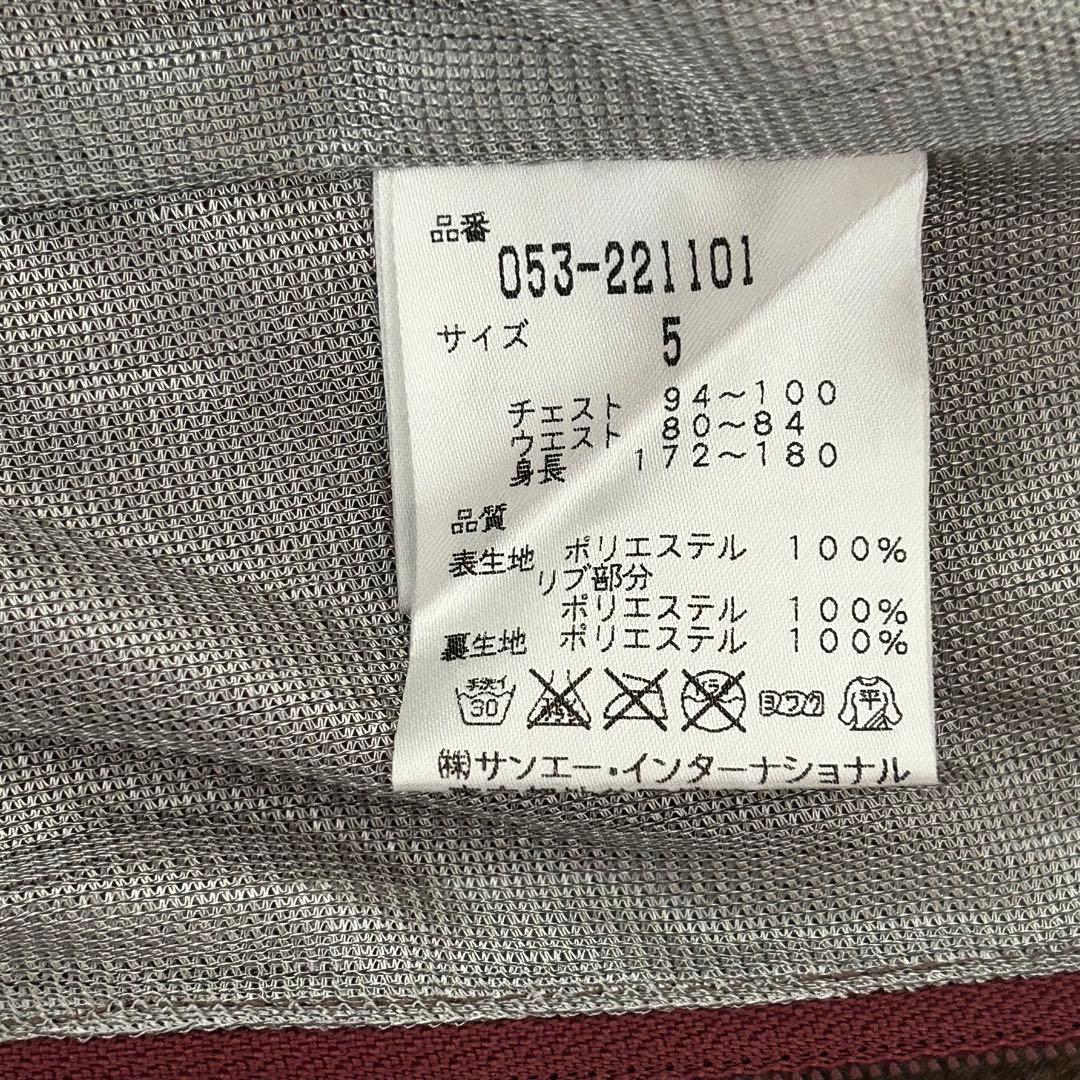 品番
053-221101
サイズ 5
チェスト 94～100
ウエスト 80～84
身長 172～180
品質
表生地 ポリエステル 100%
リブ部分
ポリエステル 100%
裏生地 ポリエステル 100%
手洗イ 30 ヨワク 平
(株)サンエー・インターナショナル